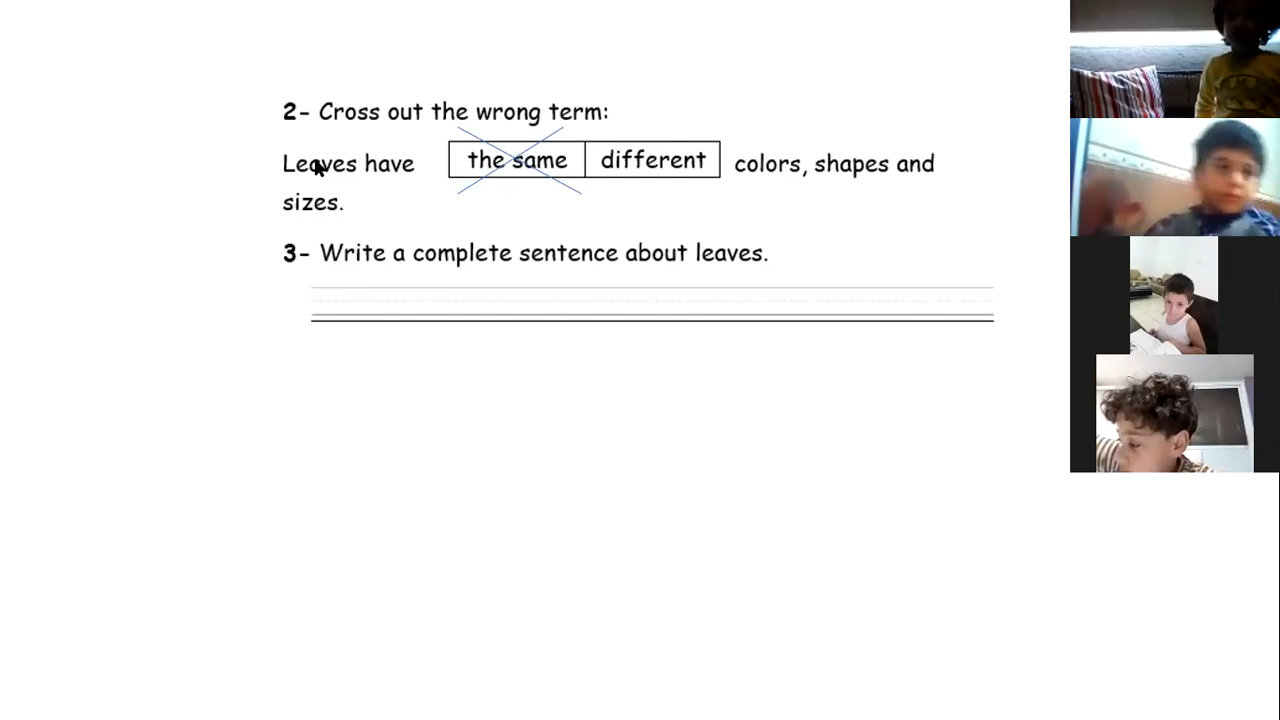 2- Cross out the wrong term:
Leaves have the same different colors, shapes and
sizes.
3- Write a complete sentence about leaves.